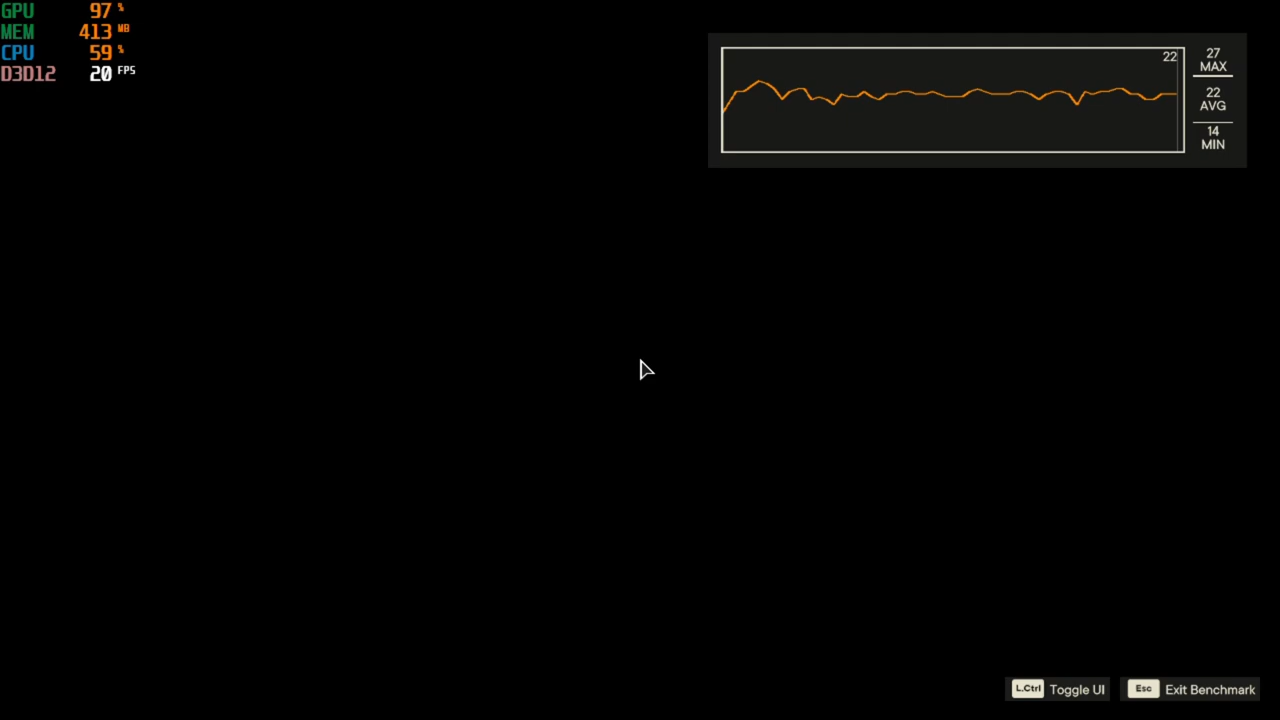 GPU 97 %
MEM 413 MB
CPU 59 %
D3D12 20 FPS
22
27
MAX
22
AVG
14
MIN
L.Ctrl Toggle UI Esc Exit Benchmark